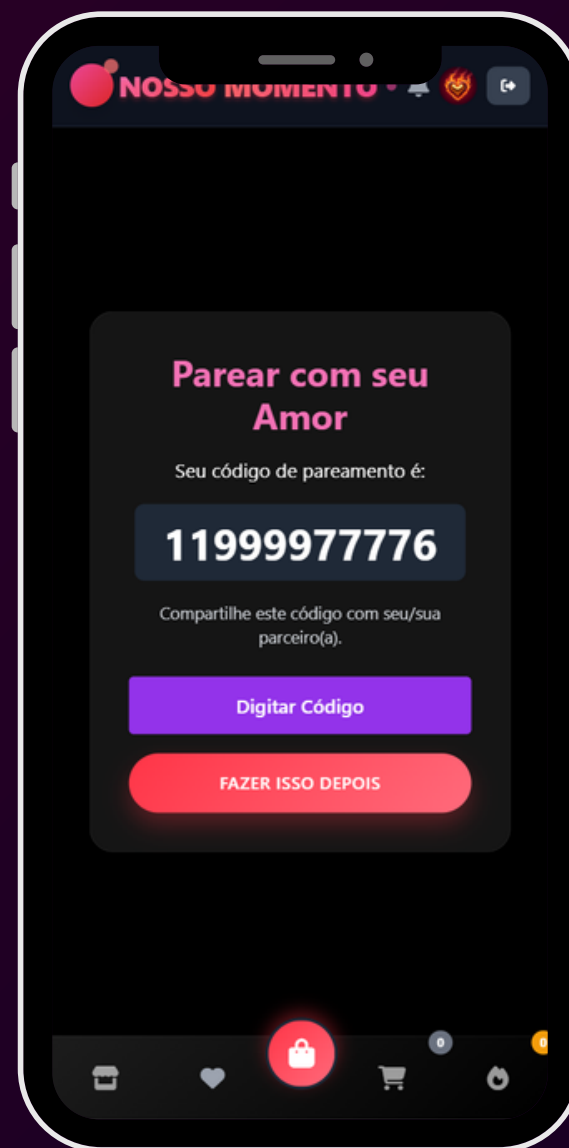 NOSSO MOMENTO
Parear com seu
Amor
Seu código de pareamento é:
11999977776
Compartilhe este código com seu/sua
parceiro(a).
Digitar Código
FAZER ISSO DEPOIS
0
0